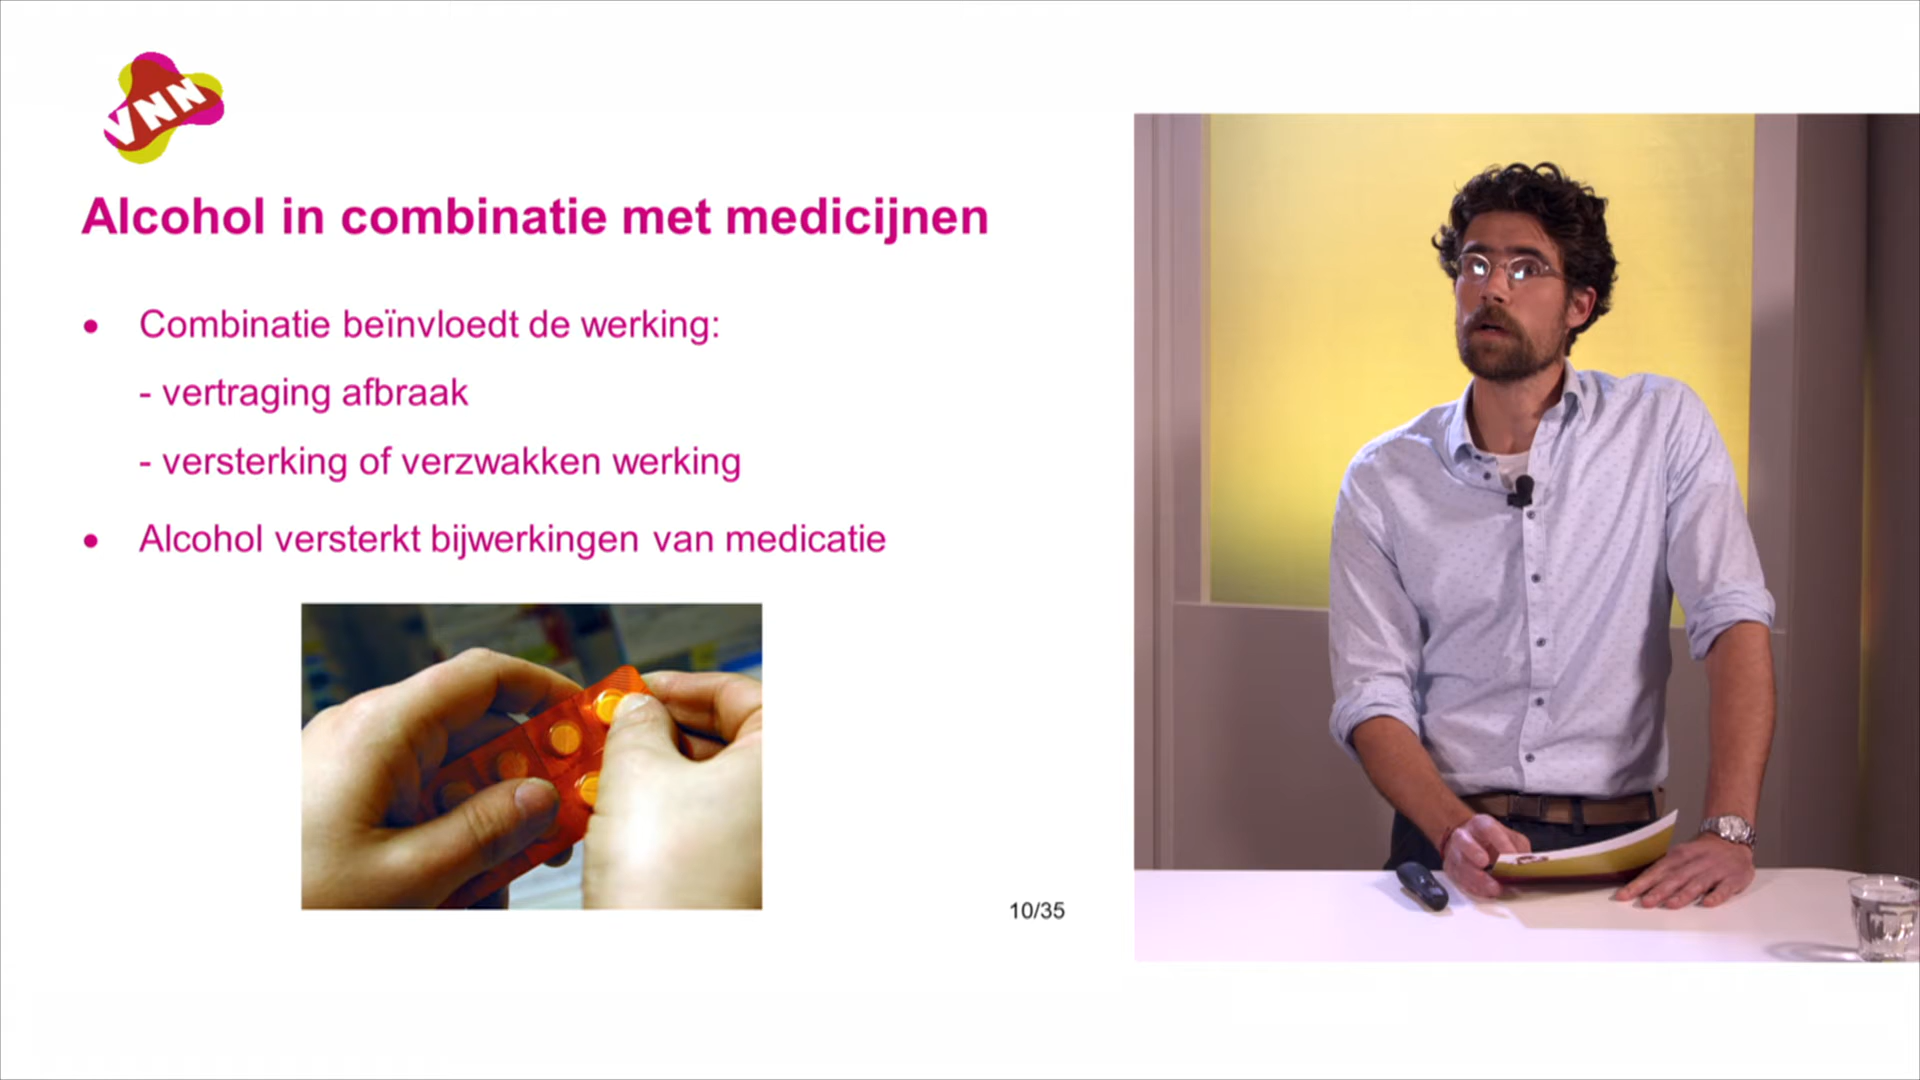 VNN
Alcohol in combinatie met medicijnen
• Combinatie beïnvloedt de werking:
- vertraging afbraak
- versterking of verzwakken werking
• Alcohol versterkt bijwerkingen van medicatie
10/35